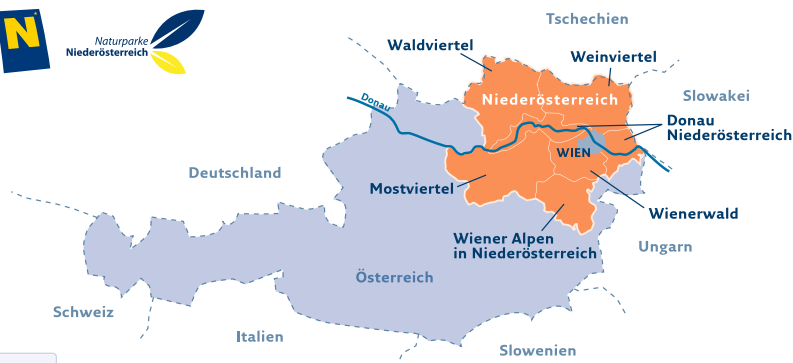 N
Naturparke
Niederösterreich
Tschechien
Waldviertel
Weinviertel
Niederösterreich
Slowakei
Donau
Donau
Niederösterreich
WIEN
Deutschland
Mostviertel
Wienerwald
Wiener Alpen
in Niederösterreich
Ungarn
Österreich
Schweiz
Italien
Slowenien